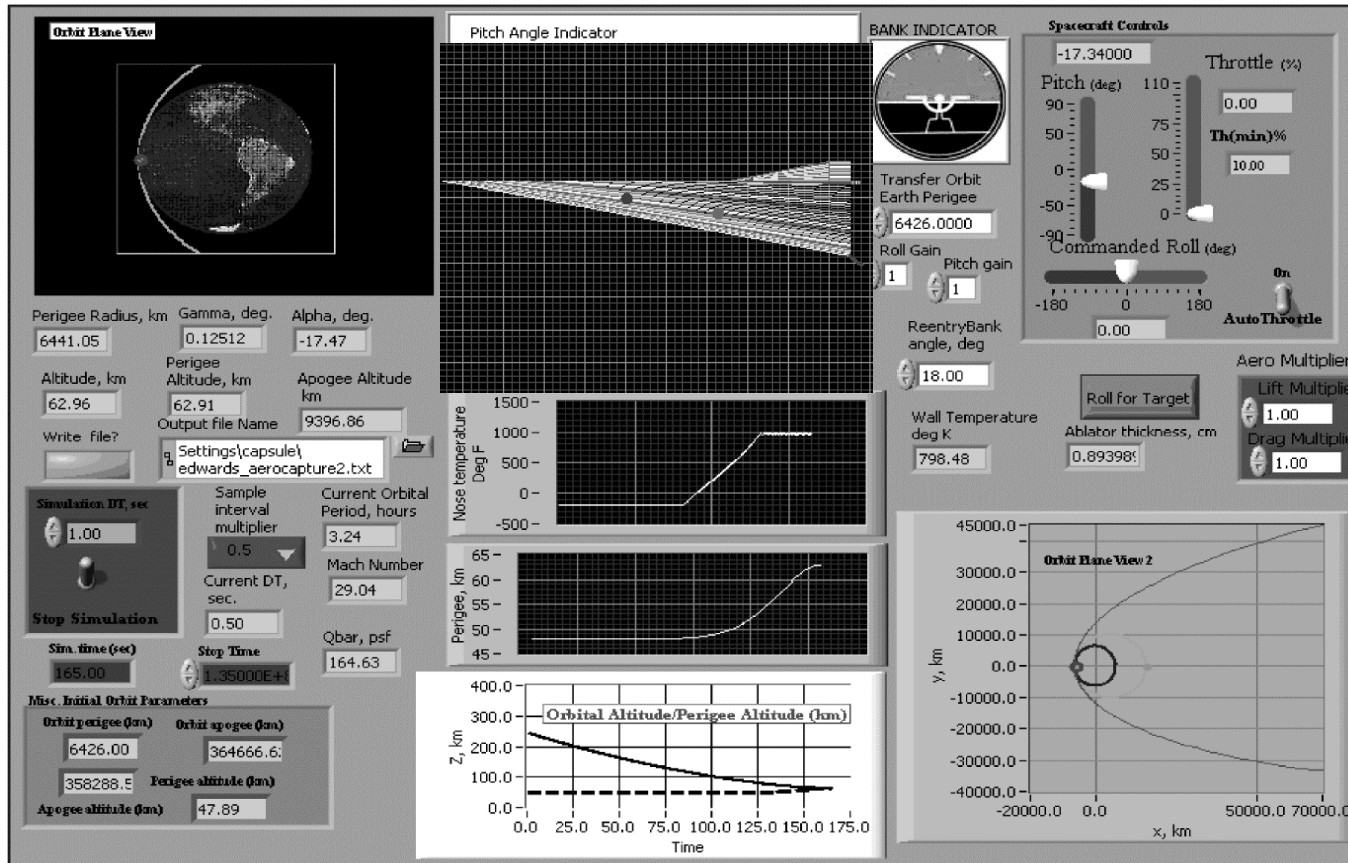 Orbit Plane View
Pitch Angle Indicator
BANK INDICATOR
Spacecraft Controls
-17.34000
Pitch (deg)
90
50
0
-50
-90
Throttle (%)
110
75
50
25
0
0.00
Th(min)%
10.00
Commanded Roll (deg)
-180
0
180
0.00
On
AutoThrottle
Transfer Orbit
Earth Perigee
6426.0000
Roll Gain
1
Pitch gain
1
ReentryBank
angle, deg
18.00
Wall Temperature
deg K
798.48
Roll for Target
Ablator thickness, cm
0.89398
Aero Multiplier
Lift Multiplie
1.00
Drag Multiplie
1.00
Perigee Radius, km
6441.05
Gamma, deg.
0.12512
Alpha, deg.
-17.47
Altitude, km
62.96
Perigee
Altitude, km
62.91
Apogee Altitude
km
9396.86
Write file?
Output file Name
Settings\capsule\
edwards_aerocapture2.txt
Simulation DT, sec
1.00
Stop Simulation
Sample
interval
multiplier
0.5
Current DT,
sec.
0.50
Current Orbital
Period, hours
3.24
Mach Number
29.04
Qbar, psf
164.63
Sim. time (sec)
165.00
Stop Time
1.35000E+
Misc. Initial Orbit Parameters
Orbit perigee (km)
6426.00
Orbit apogee (km)
364666.6
358288.5
Perigee altitude (km)
Apogee altitude (km)
47.89
Nose temperature
Deg F
1500
1000
500
0
-500
Perigee, km
65
60
55
50
45
Orbital Altitude/Perigee Altitude (km)
Z, km
400.0
300.0
200.0
100.0
0.0
0.0 25.0 50.0 75.0 100.0 125.0 150.0 175.0
Time
Orbit Plane View 2
y, km
45000.0
30000.0
20000.0
10000.0
0.0
-10000.0
-20000.0
-30000.0
-40000.0
-20000.0 0.0 50000.0 70000.0
x, km